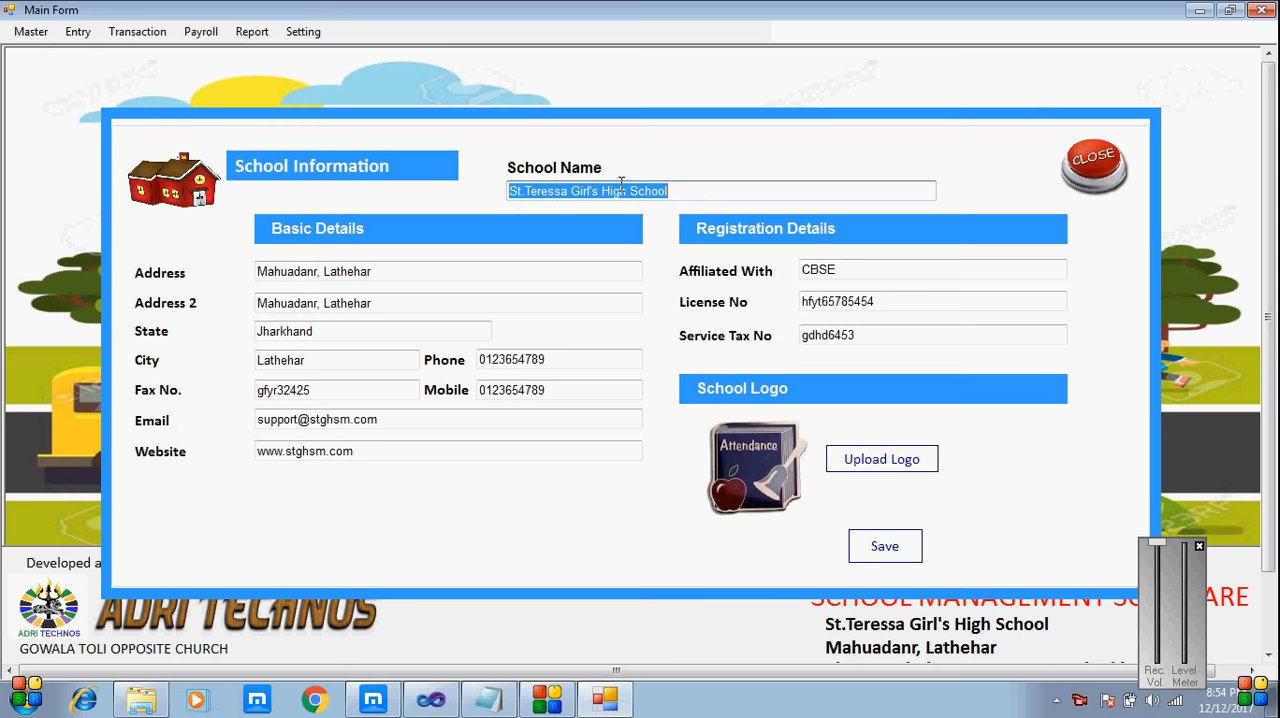 Main Form
Master Entry Transaction Payroll Report Setting
School Information
School Name
CLOSE
St.Teressa Girl's High School
Basic Details
Registration Details
Address Mahuadanr, Lathehar
Affiliated With CBSE
Address 2 Mahuadanr, Lathehar
License No hfyt65785454
State Jharkhand
Service Tax No gdhd6453
City Lathehar Phone 0123654789
Fax No. gfyr32425 Mobile 0123654789
School Logo
Email support@stghsm.com
Attendance
Upload Logo
Website www.stghsm.com
Save
Developed a
ADRI TECHNOS
ADRI TECHNOS
GOWALA TOLI OPPOSITE CHURCH
SCHOOL MANAGEMENT
St.Teressa Girl's High School
Mahuadanr, Lathehar
Rec. Vol
Level Meter
8:54 P
12/12/2017